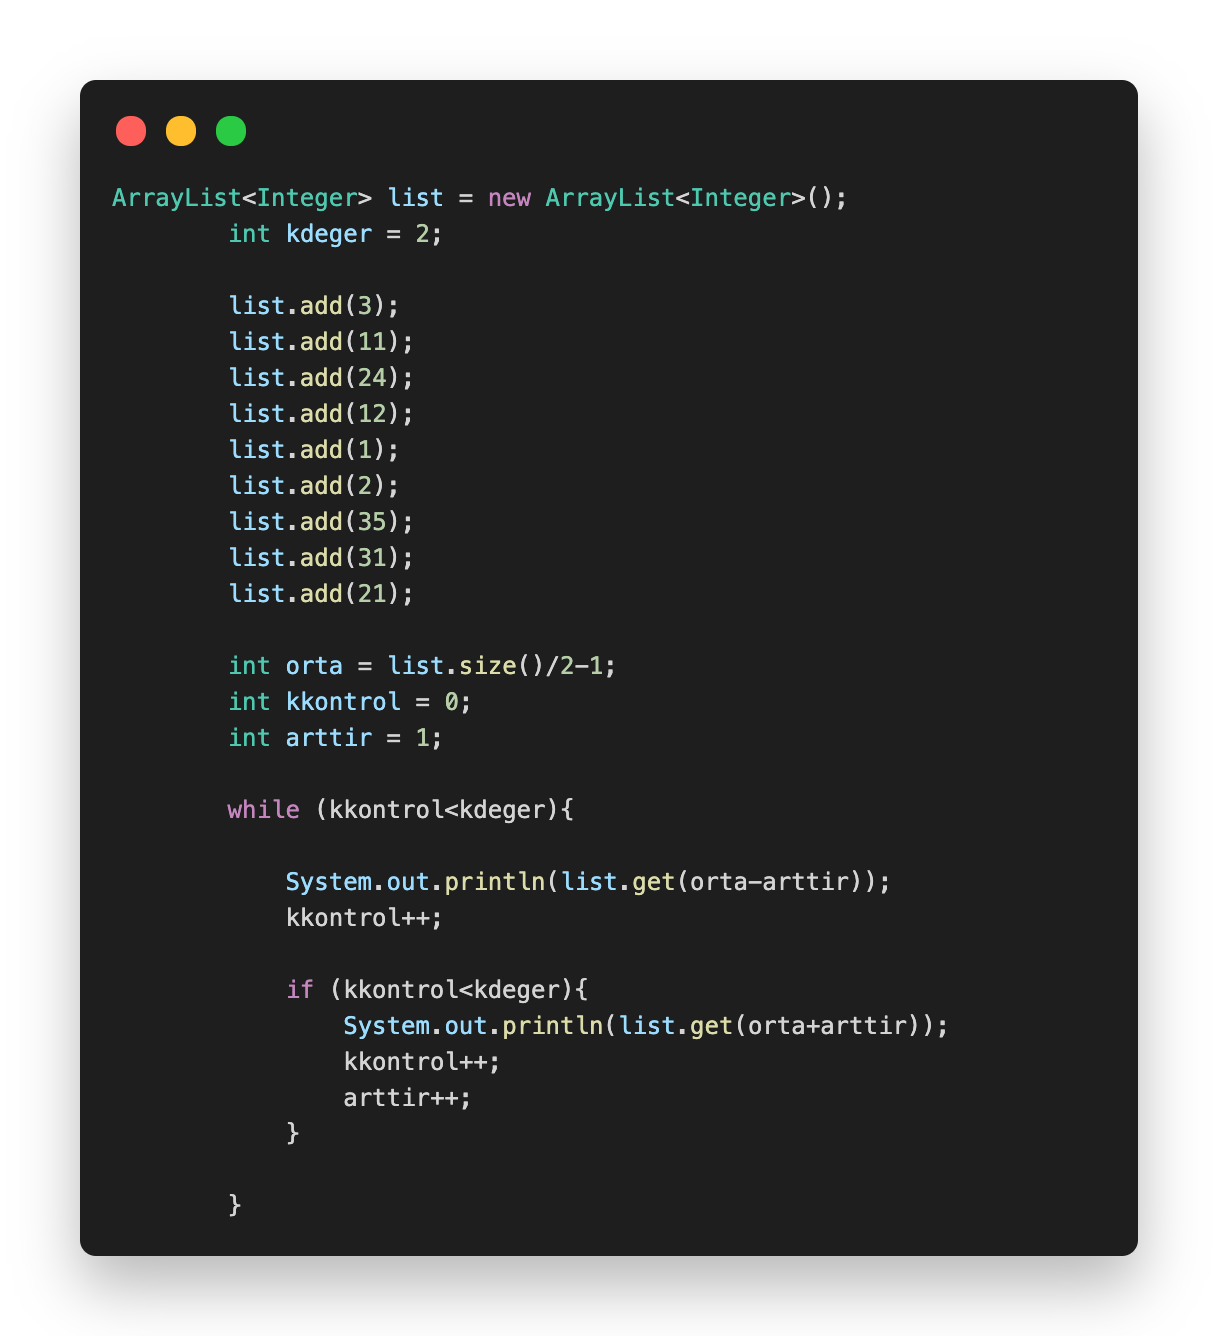 ArrayList<Integer> list = new ArrayList<Integer>();
        int kdeger = 2;

        list.add(3);
        list.add(11);
        list.add(24);
        list.add(12);
        list.add(1);
        list.add(2);
        list.add(35);
        list.add(31);
        list.add(21);

        int orta = list.size()/2-1;
        int kkontrol = 0;
        int arttir = 1;

        while (kkontrol<kdeger){

            System.out.println(list.get(orta-arttir));
            kkontrol++;

            if (kkontrol<kdeger){
                System.out.println(list.get(orta+arttir));
                kkontrol++;
                arttir++;
            }

        }